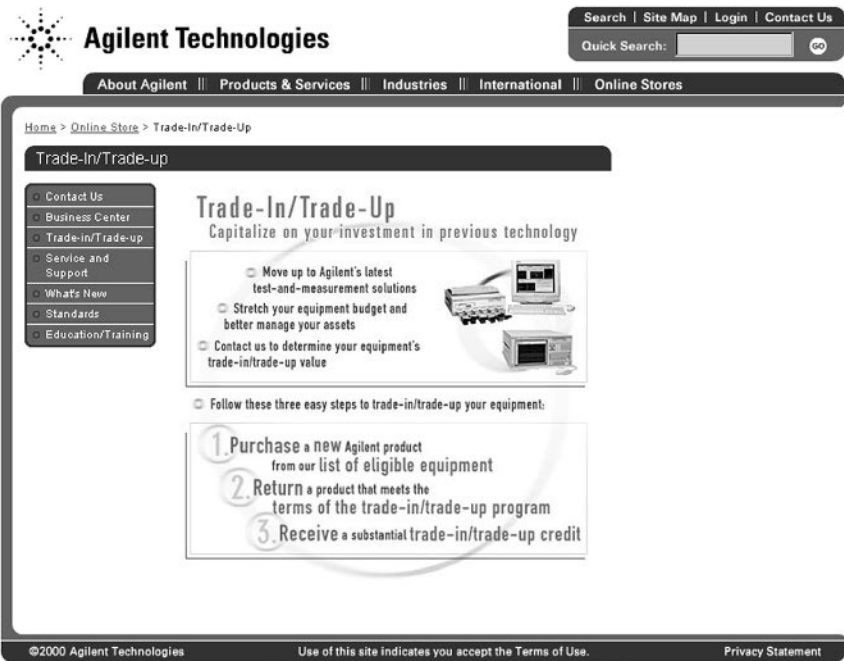 Search | Site Map | Login | Contact Us
Agilent Technologies
Quick Search: GO
About Agilent ||| Products & Services ||| Industries ||| International ||| Online Stores
Home > Online Store > Trade-In/Trade-Up
Trade-In/Trade-up
Contact Us
Business Center
Trade-in/Trade-up
Service and
Support
What's New
Standards
Education/Training
Trade-In/Trade-Up
Capitalize on your investment in previous technology
Move up to Agilent's latest
test-and-measurement solutions
Stretch your equipment budget and
better manage your assets
Contact us to determine your equipment's
trade-in/trade-up value
Follow these three easy steps to trade-in/trade-up your equipment:
1. Purchase a new Agilent product
from our list of eligible equipment
2. Return a product that meets the
terms of the trade-in/trade-up program
3. Receive a substantial trade-in/trade-up credit
©2000 Agilent Technologies
Use of this site indicates you accept the Terms of Use.
Privacy Statement